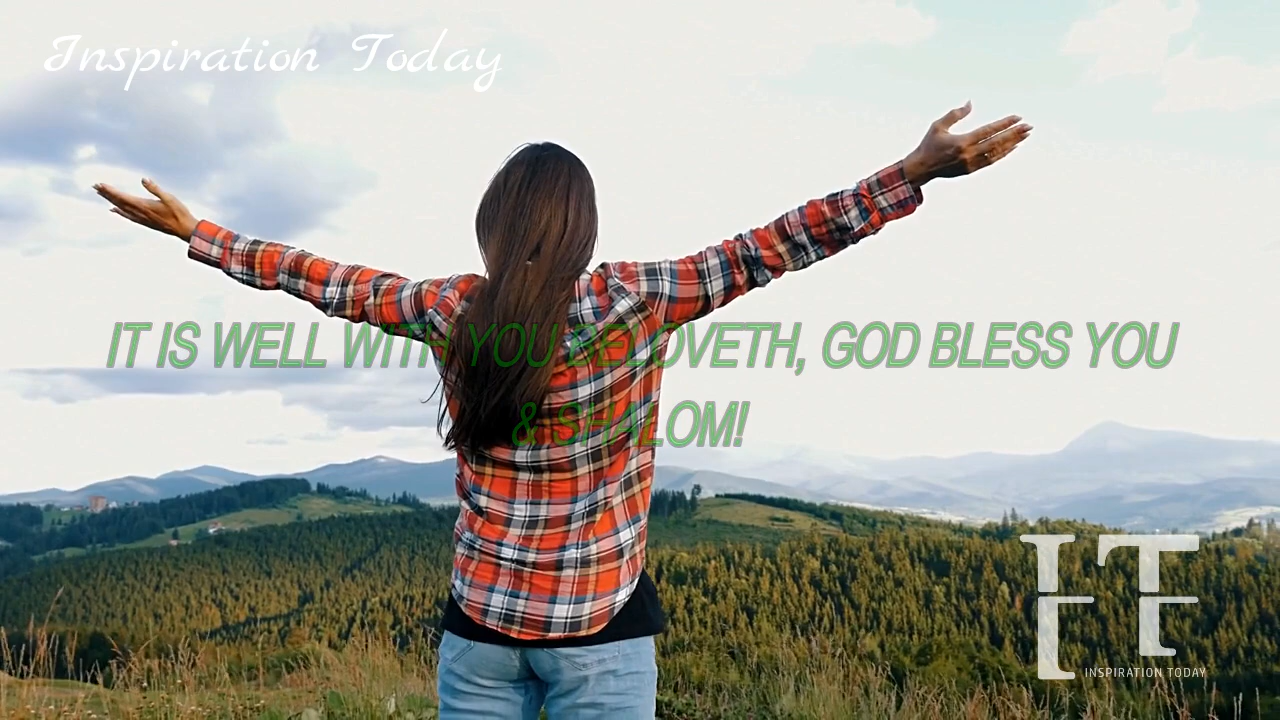 Inspiration Today
IT IS WELL WITH YOU BELOVETH, GOD BLESS YOU
& SHALOM!
IT
INSPIRATION TODAY